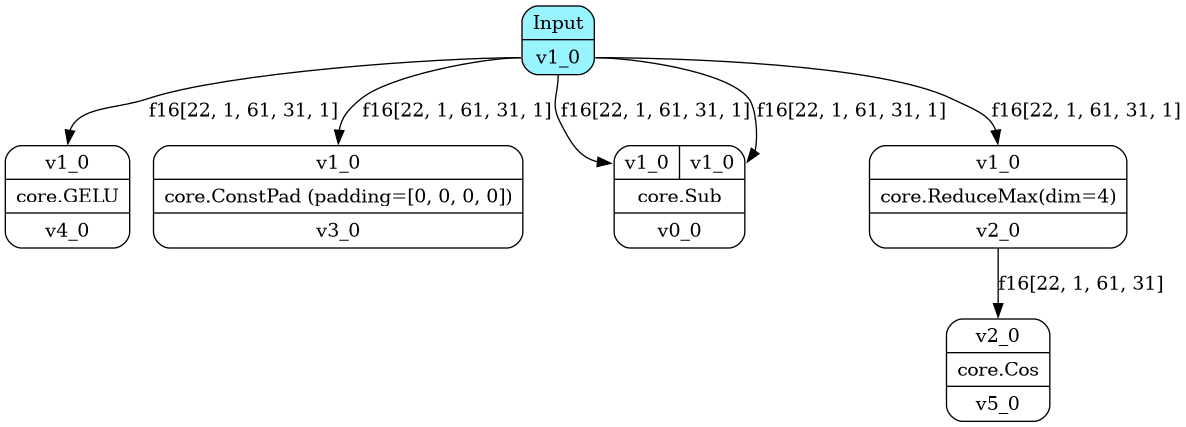 Input
v1_0
f16[22, 1, 61, 31, 1]
f16[22, 1, 61, 31, 1]
f16[22, 1, 61, 31, 1]
f16[22, 1, 61, 31, 1]
f16[22, 1, 61, 31, 1]
v1_0
core.GELU
v4_0
v1_0
core.ConstPad (padding=[0, 0, 0, 0])
v3_0
v1_0 v1_0
core.Sub
v0_0
v1_0
core.ReduceMax(dim=4)
v2_0
f16[22, 1, 61, 31]
v2_0
core.Cos
v5_0